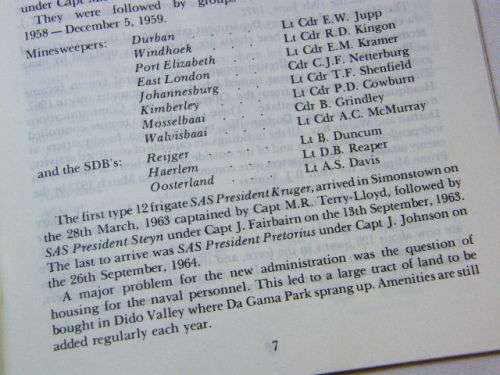 under Capt
They were followed by group
1958 — December 5, 1959.
Minesweepers: Durban . . . Lt Cdr E.W. Jupp
Windhoek . . . Lt Cdr R.D. Kingon
Port Elizabeth . . . Lt Cdr E.M. Kramer
East London . . . Cdr C.J.F. Netterburg
Johannesburg . . . Lt Cdr T.F. Shenfield
Kimberley . . . Lt Cdr P.D. Cowburn
Mosselbaai . . . Cdr B. Grindley
Walvisbaai . . . Lt Cdr A.C. McMurray
and the SDB's: Reijger . . . Lt B. Duncum
Haerlem . . . Lt D.B. Reaper
Oosterland . . . Lt A.S. Davis
The first type 12 frigate SAS President Kruger, arrived in Simonstown on
the 28th March, 1963 captained by Capt M.R. Terry-Lloyd, followed by
SAS President Steyn under Capt J. Fairbairn on the 13th September, 1963.
The last to arrive was SAS President Pretorius under Capt J. Johnson on
the 26th September, 1964.
A major problem for the new administration was the question of
housing for the naval personnel. This led to a large tract of land to be
bought in Dido Valley where Da Gama Park sprang up. Amenities are still
added regularly each year.
7